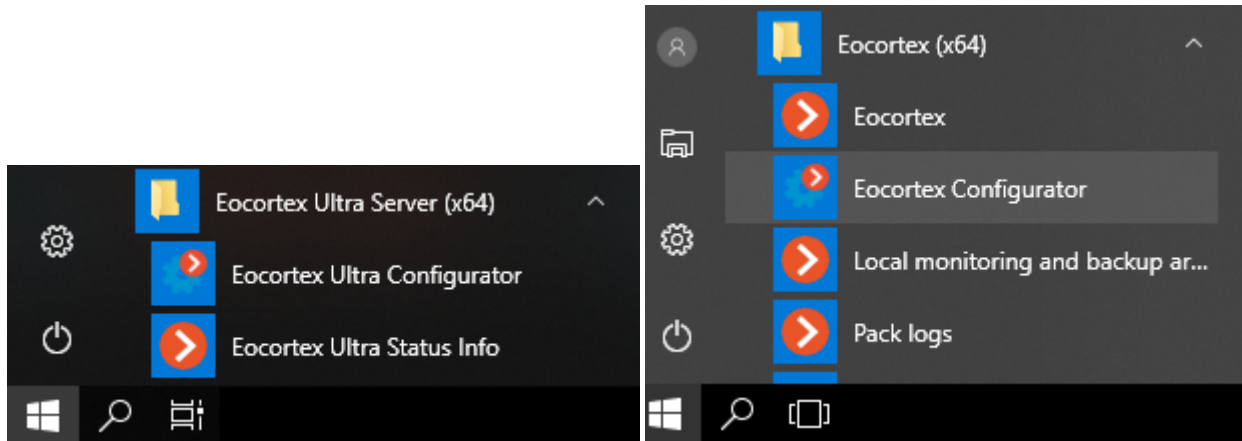 Eocortex Ultra Server (x64)
Eocortex Ultra Configurator
Eocortex Ultra Status Info
Eocortex (x64)
Eocortex
Eocortex Configurator
Local monitoring and backup ar...
Pack logs